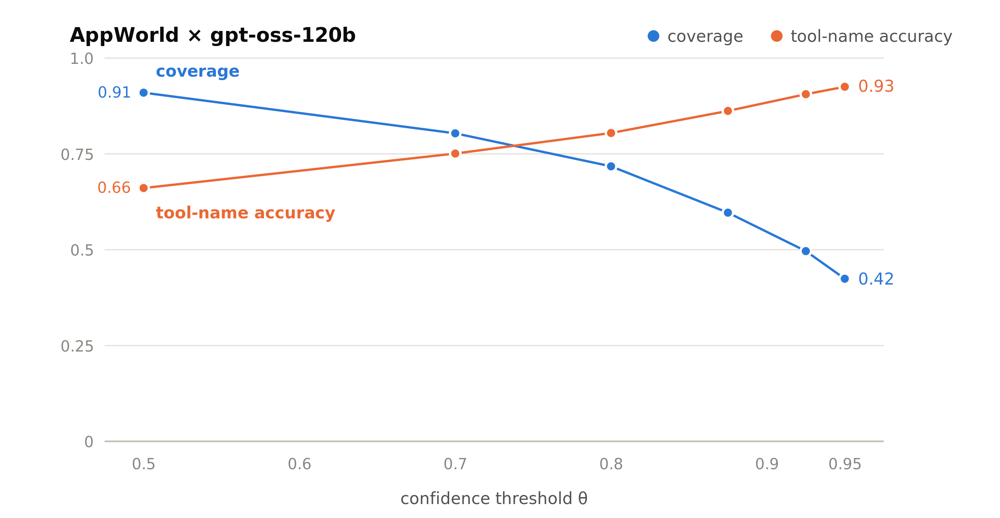 AppWorld × gpt-oss-120b
coverage
tool-name accuracy
1.0
coverage
0.91
0.93
0.75
0.66
tool-name accuracy
0.5
0.42
0.25
0
0.5 0.6 0.7 0.8 0.9 0.95
confidence threshold θ